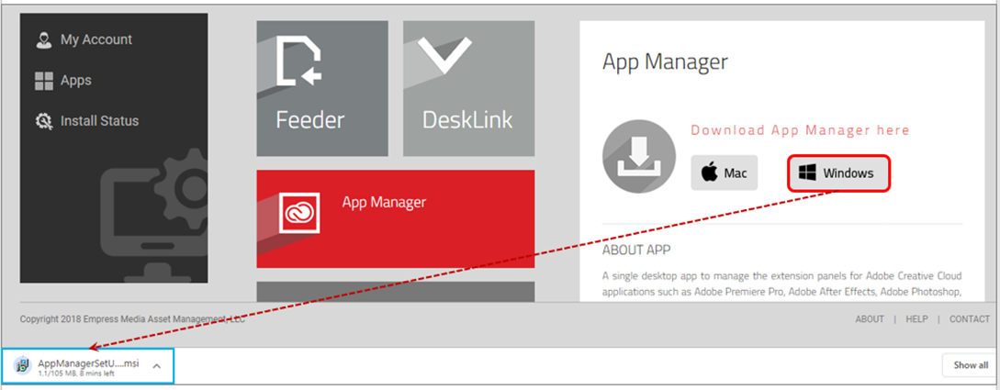 My Account
Apps
Install Status
Feeder
DeskLink
App Manager
App Manager
Download App Manager here
Mac
Windows
ABOUT APP
A single desktop app to manage the extension panels for Adobe Creative Cloud
applications such as Adobe Premiere Pro, Adobe After Effects, Adobe Photoshop,
Copyright 2018 Empress Media Asset Management, LLC
ABOUT | HELP | CONTACT
AppManagerSetU....msi
1.1/105 MB, 8 mins left
Show all